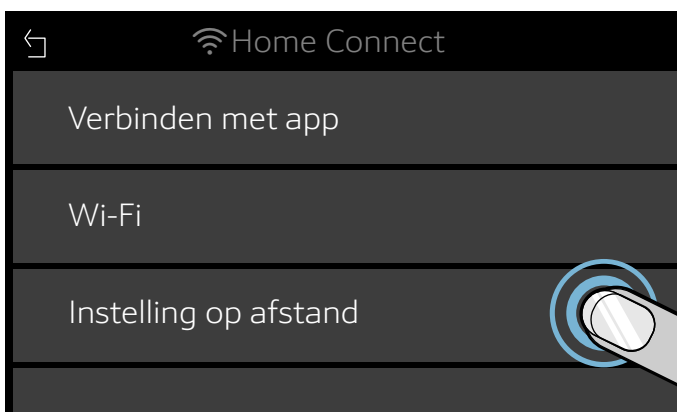 Home Connect
Verbinden met app
Wi-Fi
Instelling op afstand